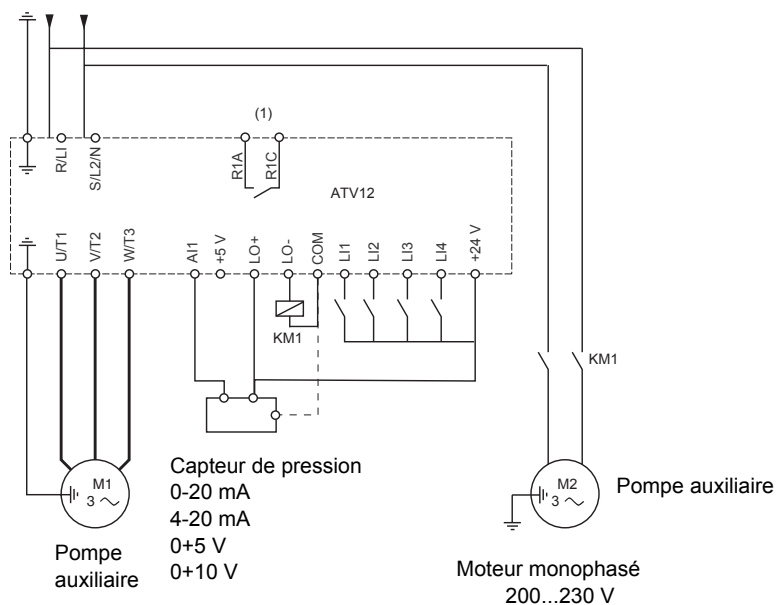 (1)
R/LI
S/L2/N
R1A
R1C
ATV12
U/T1
V/T2
W/T3
AI1
+5 V
LO+
LO-
COM
LI1
LI2
LI3
LI4
+24 V
KM1
KM1
M1
3
Pompe
auxiliaire
Capteur de pression
0-20 mA
4-20 mA
0+5 V
0+10 V
M2
3
Pompe auxiliaire
Moteur monophasé
200...230 V